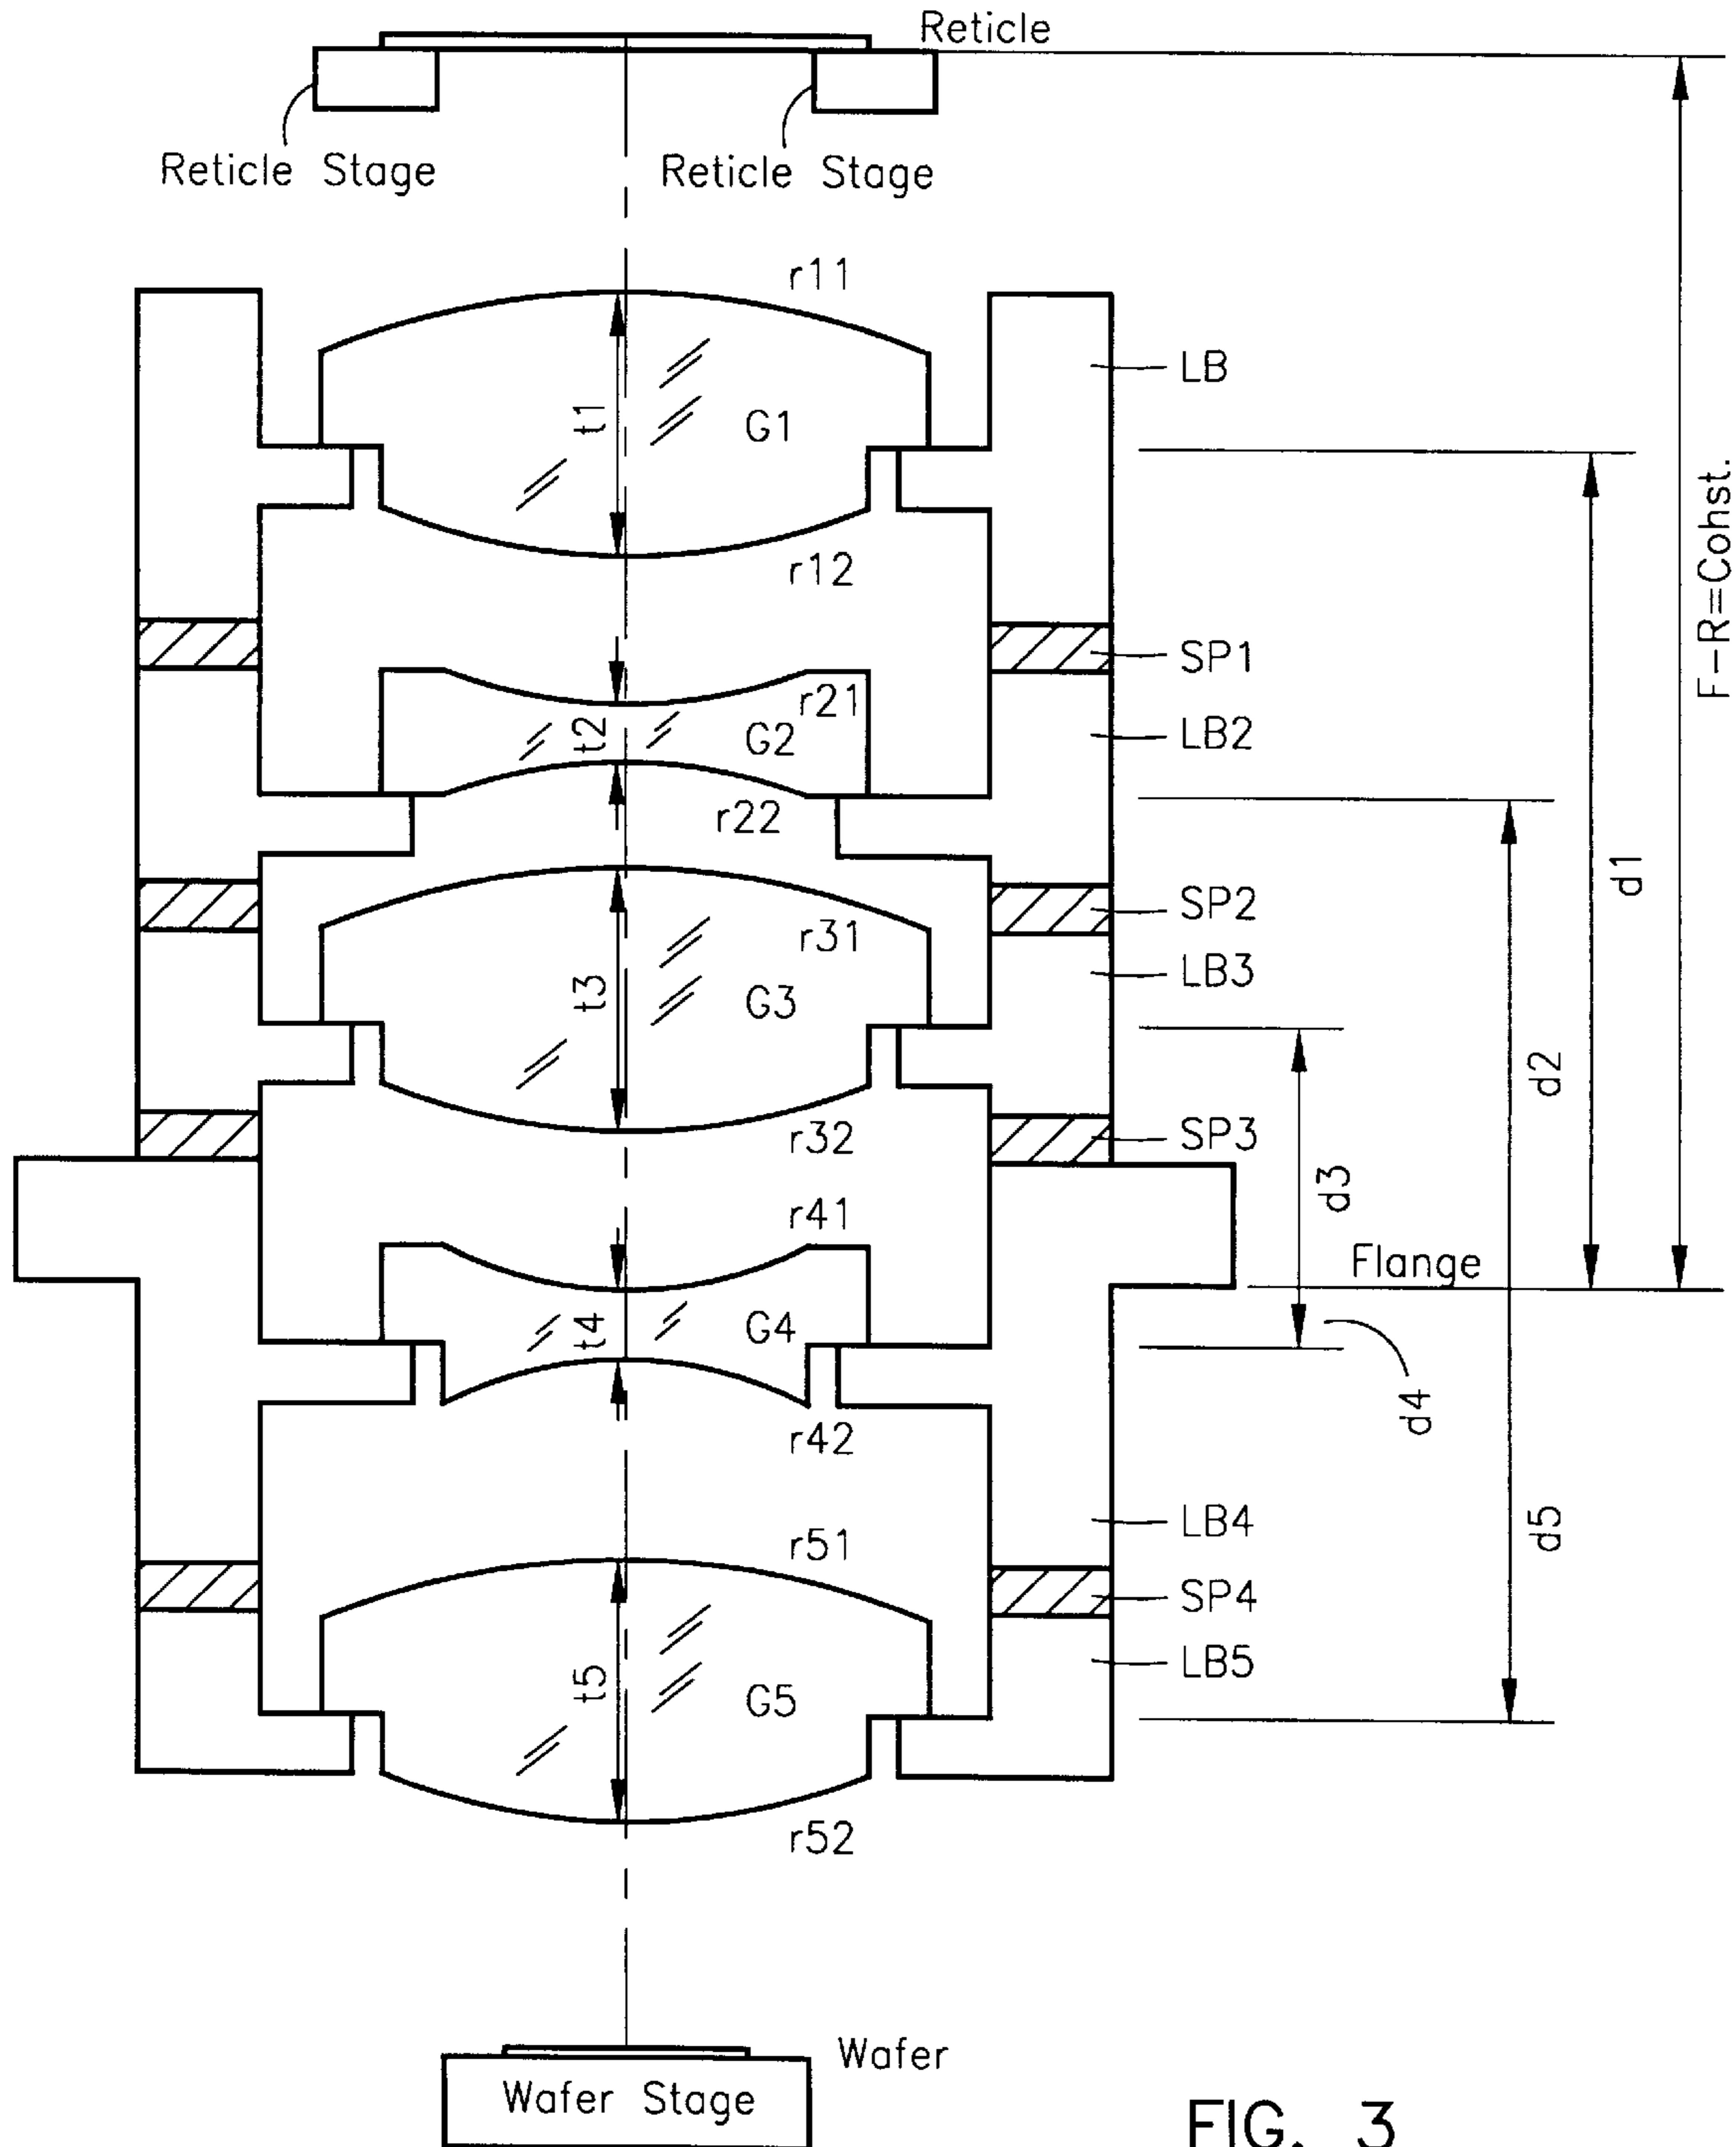 Reticle
Reticle Stage
Reticle Stage
r11
LB
t1
G1
F-R=Cohst.
r12
SP1
r21
t2
G2
LB2
r22
d1
SP2
r31
LB3
t3
G3
d2
r32
SP3
d3
r41
Flange
t4
G4
d4
r42
LB4
d5
r51
SP4
LB5
t5
G5
r52
Wafer
Wafer Stage
FIG. 3